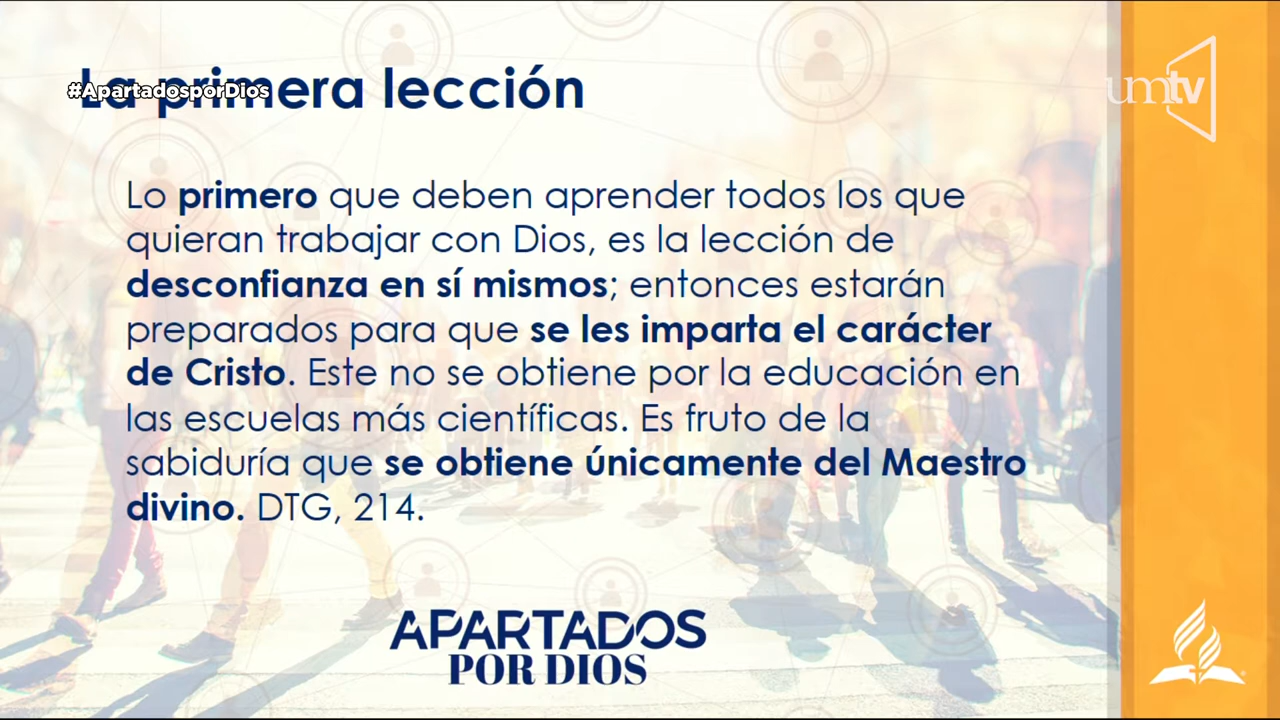 La primera lección
#ApartadosporDios
umtv
Lo primero que deben aprender todos los que
quieran trabajar con Dios, es la lección de
desconfianza en sí mismos; entonces estarán
preparados para que se les imparta el carácter
de Cristo. Este no se obtiene por la educación en
las escuelas más científicas. Es fruto de la
sabiduría que se obtiene únicamente del Maestro
divino. DTG, 214.
APARTADOS
POR DIOS